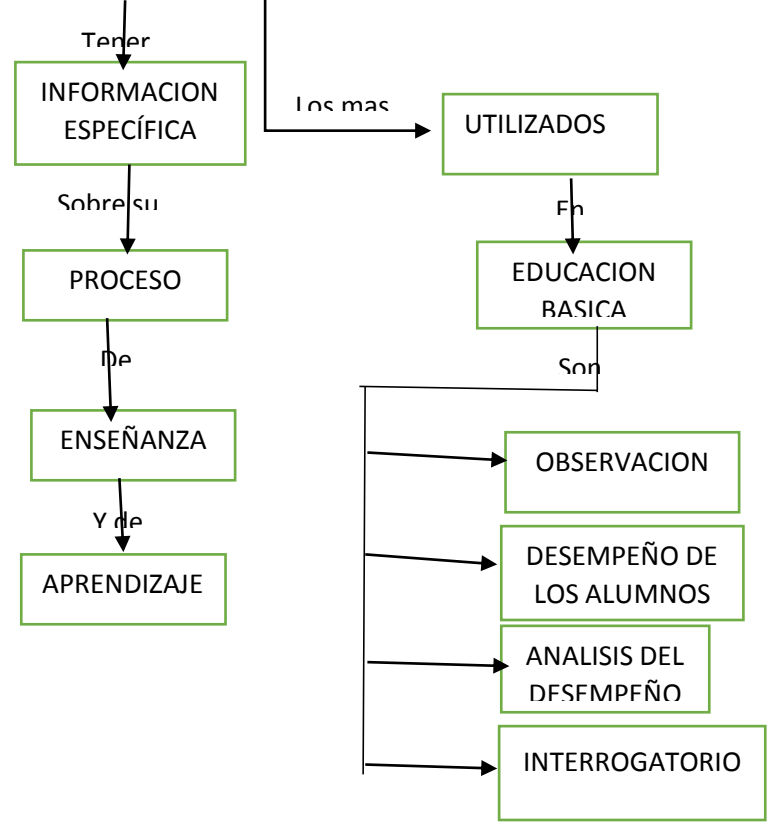 Tener
INFORMACION
ESPECÍFICA
Sobre su
PROCESO
De
ENSEÑANZA
Y de
APRENDIZAJE
Los mas
UTILIZADOS
En
EDUCACION
BASICA
Son
OBSERVACION
DESEMPEÑO DE
LOS ALUMNOS
ANALISIS DEL
DESEMPEÑO
INTERROGATORIO